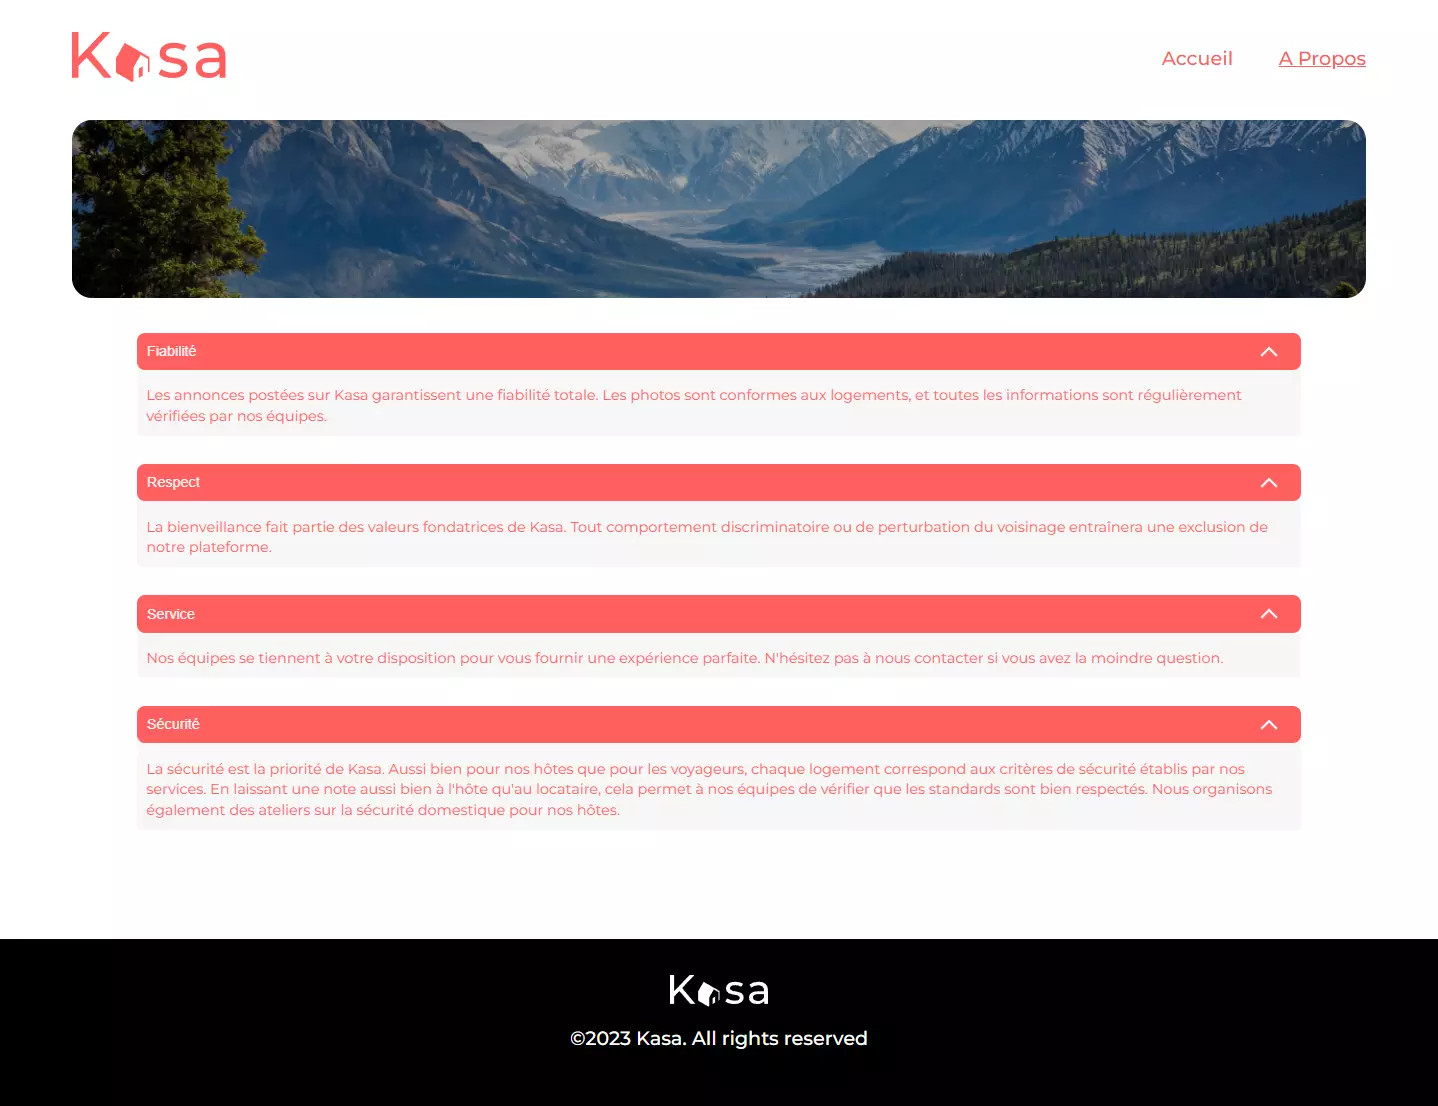 Kasa
Accueil
A Propos
Fiabilité
Les annonces postées sur Kasa garantissent une fiabilité totale. Les photos sont conformes aux logements, et toutes les informations sont régulièrement
vérifiées par nos équipes.
Respect
La bienveillance fait partie des valeurs fondatrices de Kasa. Tout comportement discriminatoire ou de perturbation du voisinage entraînera une exclusion de
notre plateforme.
Service
Nos équipes se tiennent à votre disposition pour vous fournir une expérience parfaite. N'hésitez pas à nous contacter si vous avez la moindre question.
Sécurité
La sécurité est la priorité de Kasa. Aussi bien pour nos hôtes que pour les voyageurs, chaque logement correspond aux critères de sécurité établis par nos
services. En laissant une note aussi bien à l'hôte qu'au locataire, cela permet à nos équipes de vérifier que les standards sont bien respectés. Nous organisons
également des ateliers sur la sécurité domestique pour nos hôtes.
Kasa
©2023 Kasa. All rights reserved